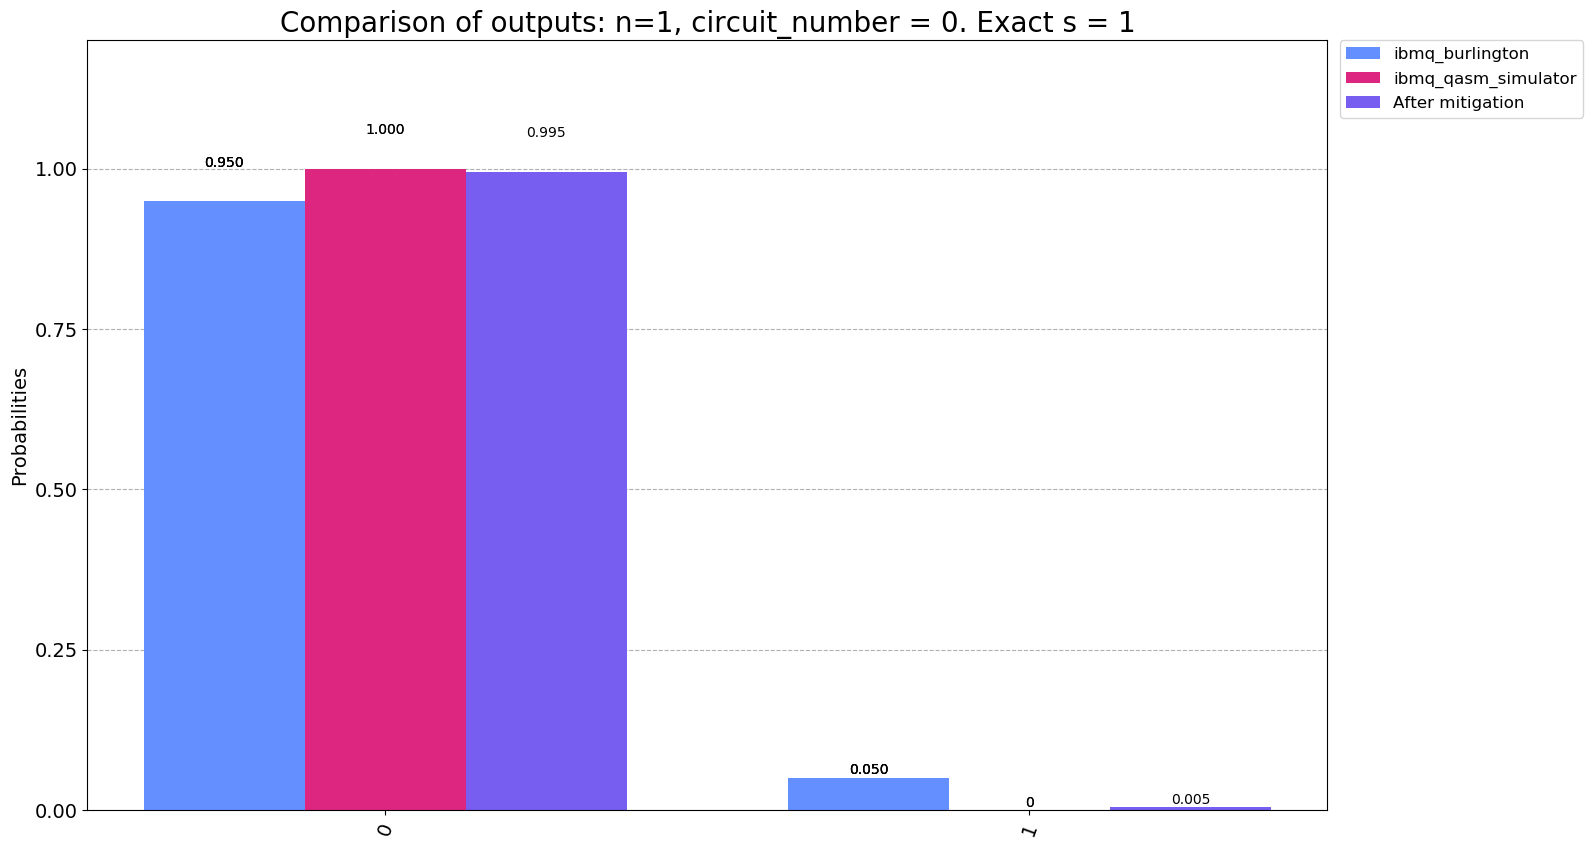 Comparison of outputs: n=1, circuit_number = 0. Exact s = 1
ibmq_burlington
ibmq_qasm_simulator
After mitigation
Probabilities
1.00
0.75
0.50
0.25
0.00
0.950
1.000
0.995
0.050
0
0.005
0
1